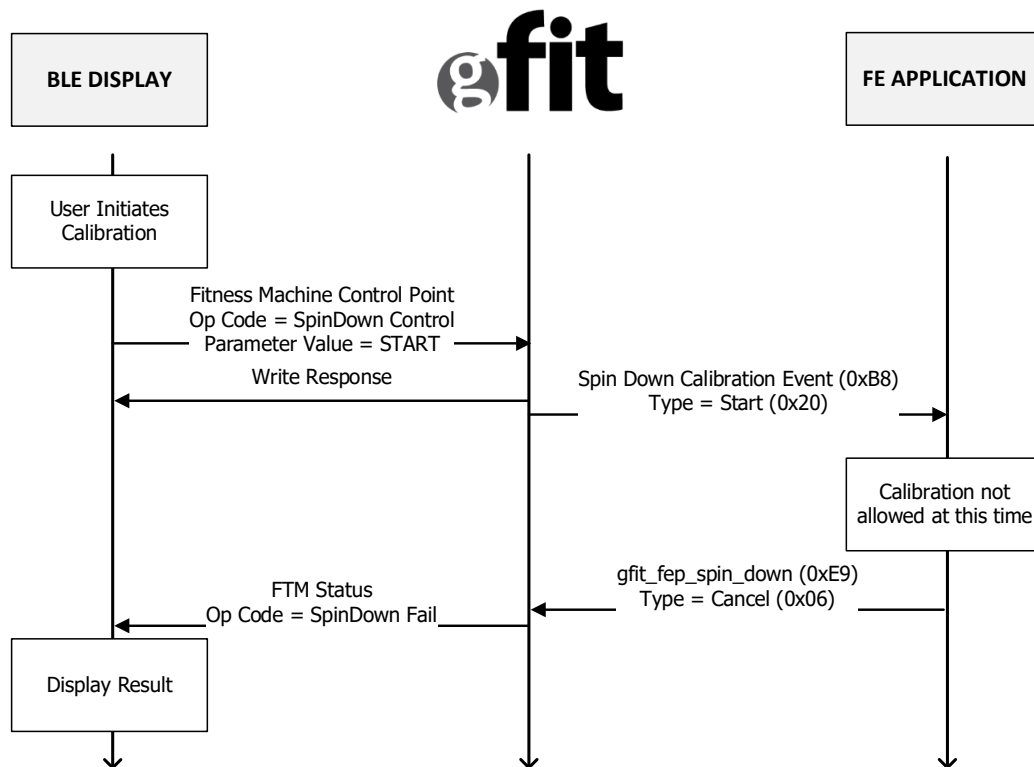 BLE DISPLAY
gfit
FE APPLICATION
User Initiates
Calibration
Fitness Machine Control Point
Op Code = SpinDown Control
Parameter Value = START
Write Response
Spin Down Calibration Event (0xB8)
Type = Start (0x20)
Calibration not
allowed at this time
gfit_fep_spin_down (0xE9)
Type = Cancel (0x06)
FTM Status
Op Code = SpinDown Fail
Display Result